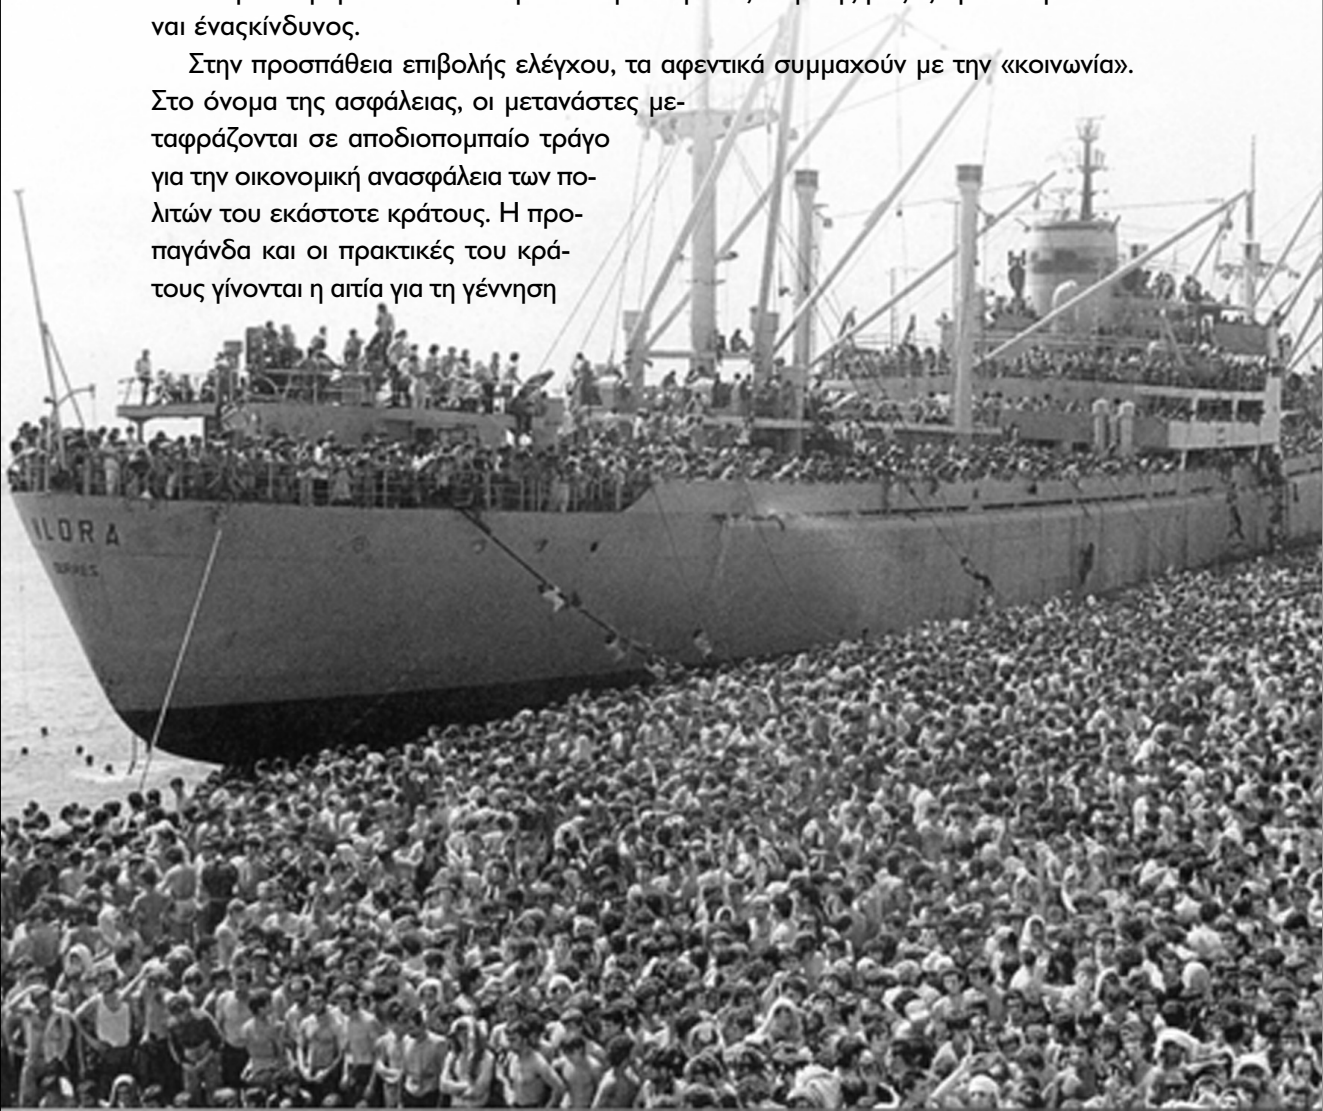 ναι έναςκίνδυνος.
Στην προσπάθεια επιβολής ελέγχου, τα αφεντικά συμμαχούν με την «κοινωνία».
Στο όνομα της ασφάλειας, οι μετανάστες με-
ταφράζονται σε αποδιοπομπαίο τράγο
για την οικονομική ανασφάλεια των πο-
λιτών του εκάστοτε κράτους. Η προ-
παγάνδα και οι πρακτικές του κρά-
τους γίνονται η αιτία για τη γέννηση
VLORA
DURRES